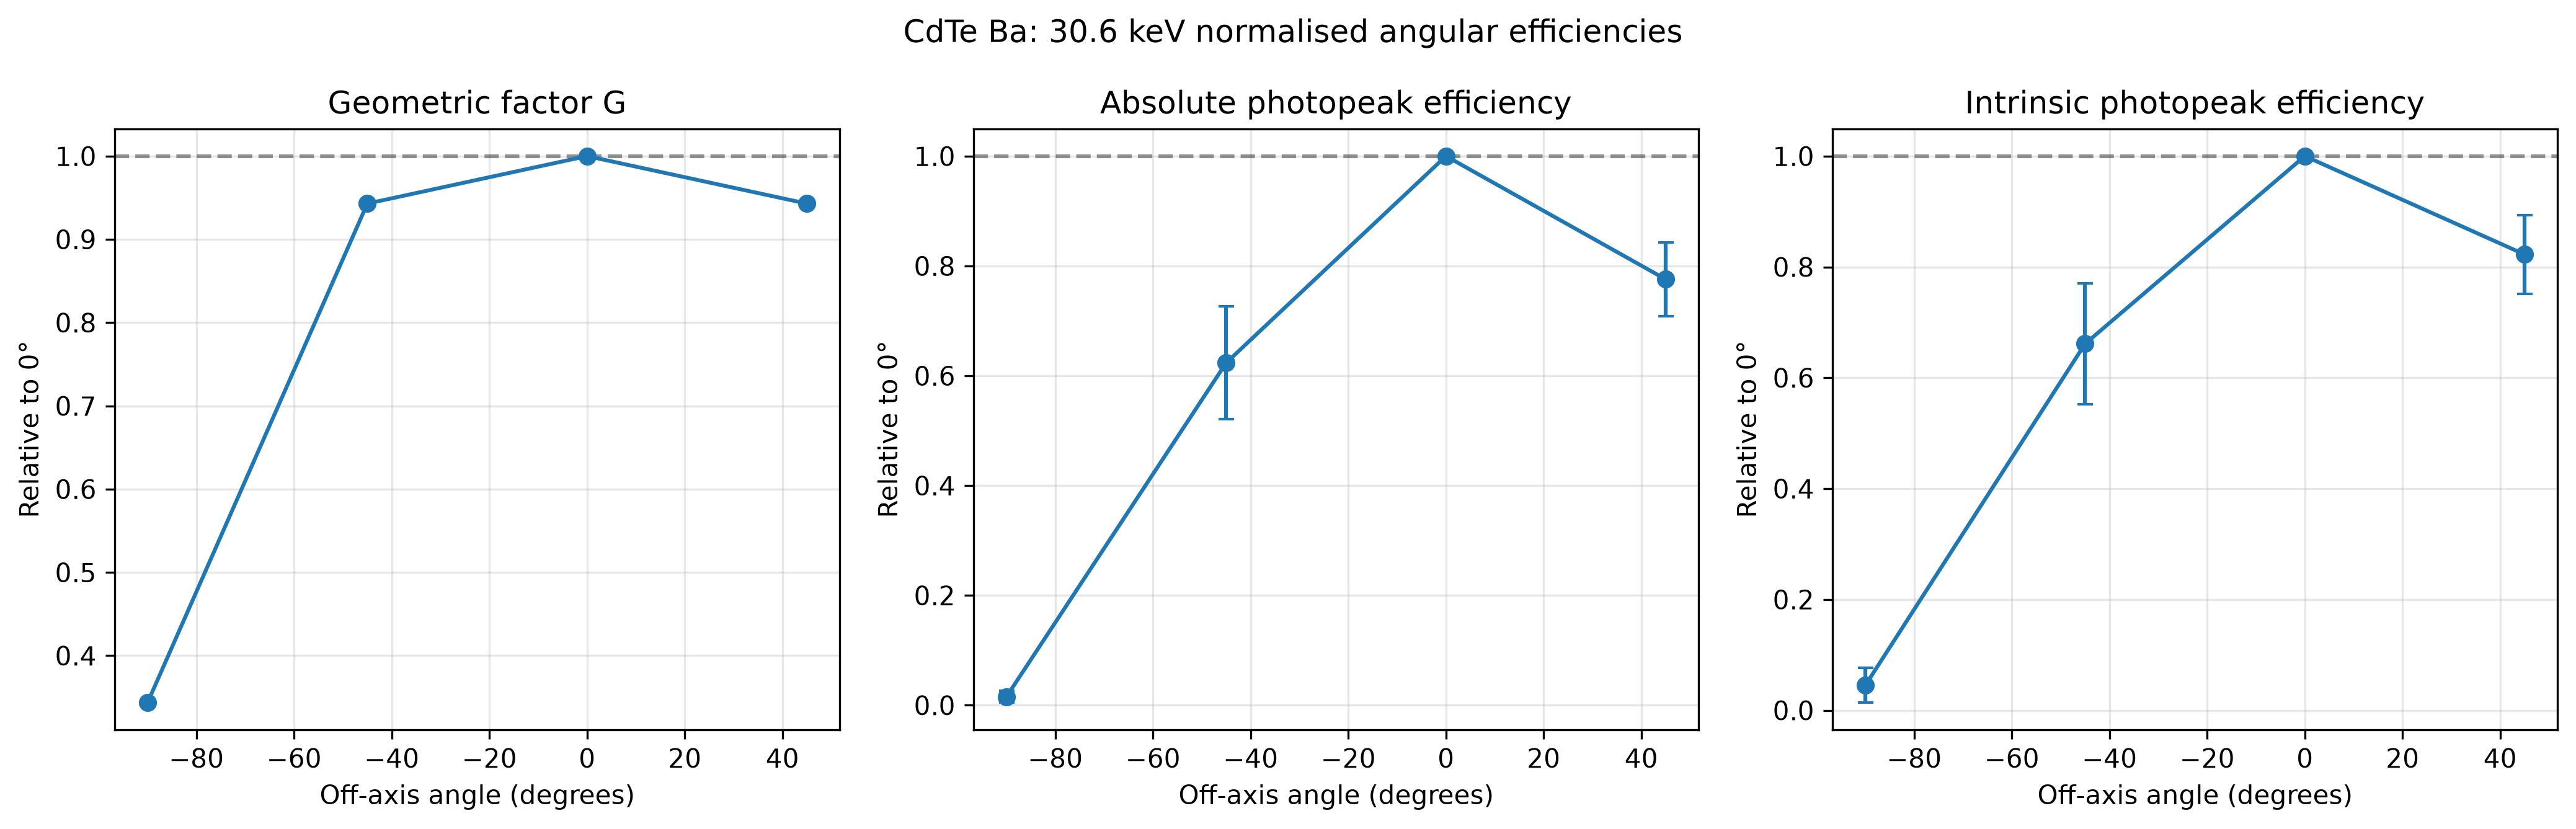 CdTe Ba: 30.6 keV normalised angular efficiencies
Geometric factor G
Relative to 0°
1.0
0.9
0.8
0.7
0.6
0.5
0.4
−80 −60 −40 −20 0 20 40
Off-axis angle (degrees)
Absolute photopeak efficiency
Relative to 0°
1.0
0.8
0.6
0.4
0.2
0.0
−80 −60 −40 −20 0 20 40
Off-axis angle (degrees)
Intrinsic photopeak efficiency
Relative to 0°
1.0
0.8
0.6
0.4
0.2
0.0
−80 −60 −40 −20 0 20 40
Off-axis angle (degrees)